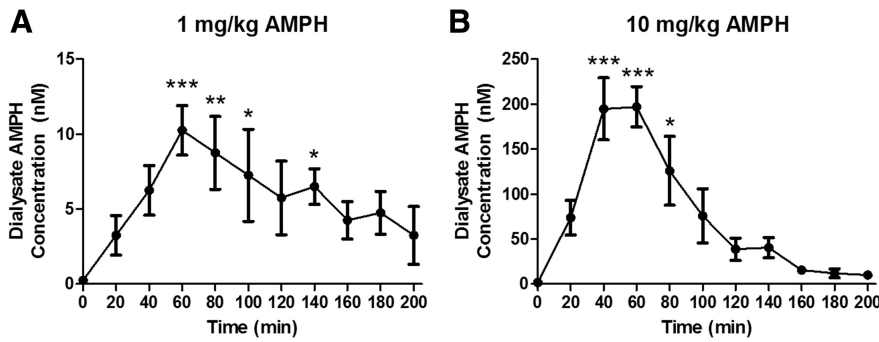 A
1 mg/kg AMPH
Dialysate AMPH
Concentration (nM)
15
10
5
0
***
**
*
*
0 20 40 60 80 100 120 140 160 180 200
Time (min)
B
10 mg/kg AMPH
Dialysate AMPH
Concentration (nM)
250
200
150
100
50
0
***
***
*
0 20 40 60 80 100 120 140 160 180 200
Time (min)